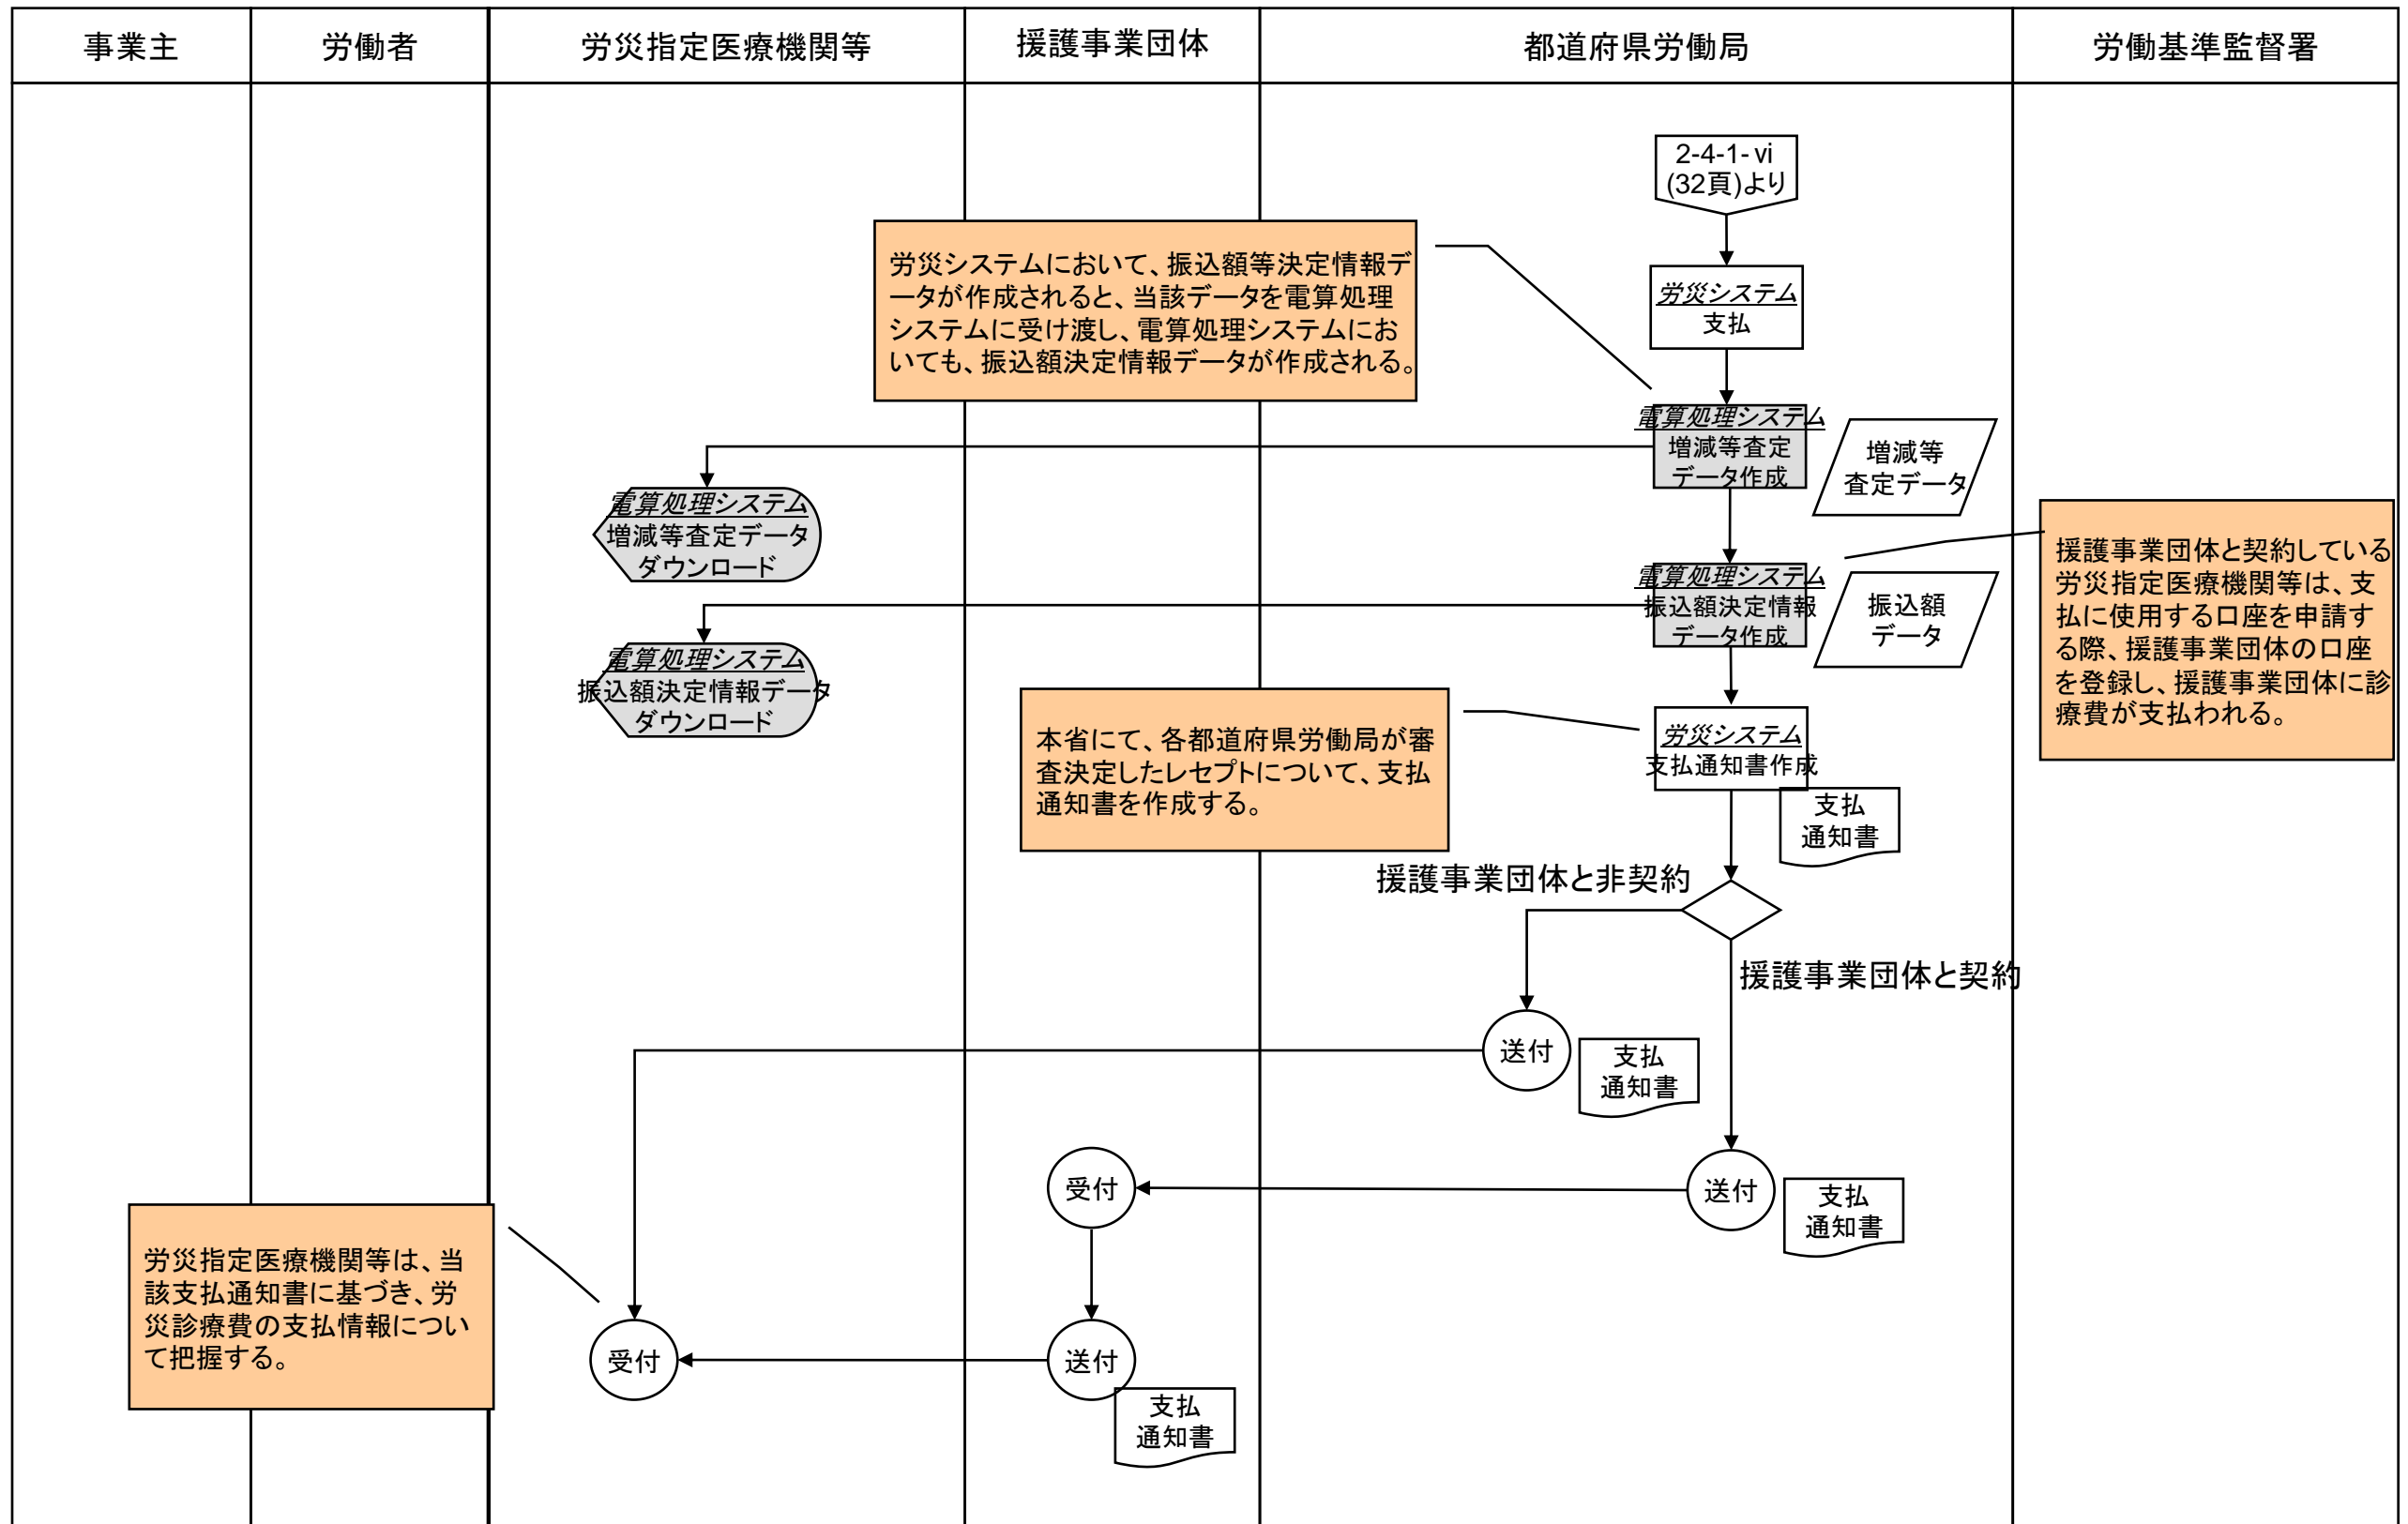 事業主
労働者
労災指定医療機関等
援護事業団体
都道府県労働局
労働基準監督署
2-4-1-ⅵ
(32頁)より
労災システムにおいて、振込額等決定情報デ
ータが作成されると、当該データを電算処理
システムに受け渡し、電算処理システムにお
いても、振込額決定情報データが作成される。
労災システム
支払
電算処理システム
増減等査定
データ作成
増減等
査定データ
電算処理システム
増減等査定データ
ダウンロード
援護事業団体と契約している
労災指定医療機関等は、支
払に使用する口座を申請す
る際、援護事業団体の口座
を登録し、援護事業団体に診
療費が支払われる。
電算処理システム
振込額決定情報
データ作成
振込額
データ
電算処理システム
振込額決定情報データ
ダウンロード
本省にて、各都道府県労働局が審
査決定したレセプトについて、支払
通知書を作成する。
労災システム
支払通知書作成
支払
通知書
援護事業団体と非契約
援護事業団体と契約
送付
支払
通知書
受付
送付
支払
通知書
労災指定医療機関等は、当
該支払通知書に基づき、労
災診療費の支払情報につい
て把握する。
受付
送付
支払
通知書